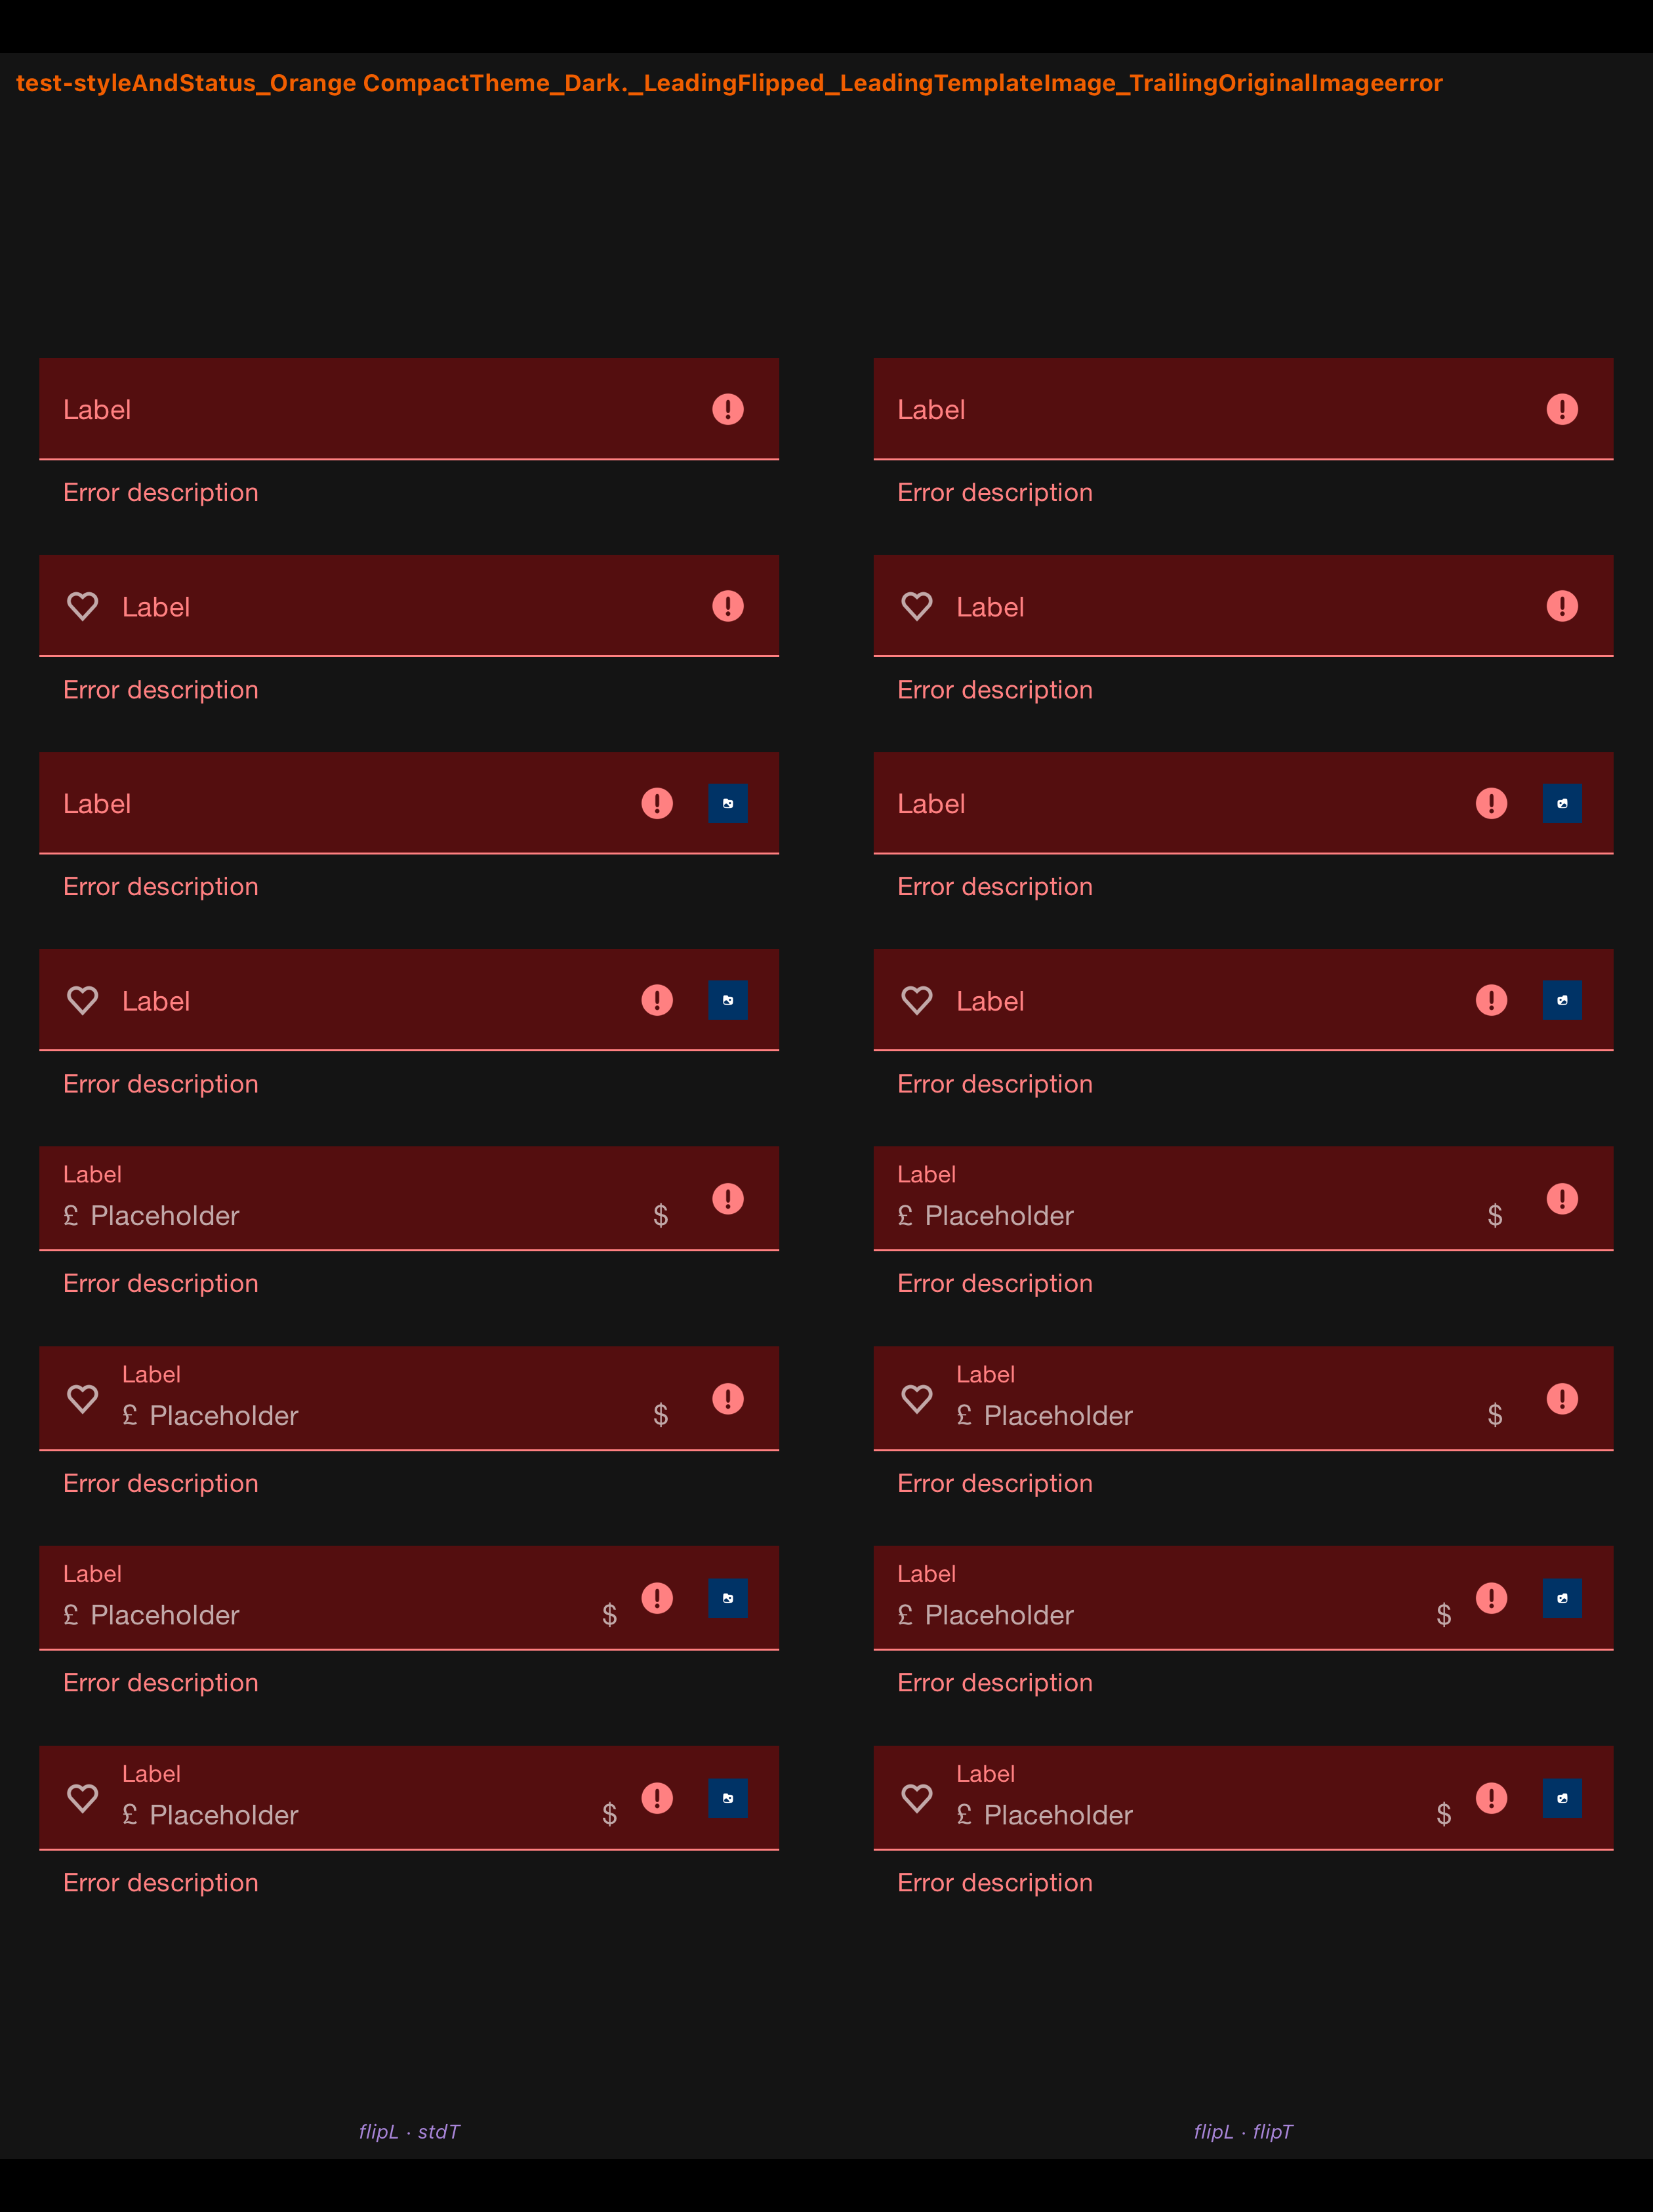 test-styleAndStatus_Orange CompactTheme_Dark._LeadingFlipped_LeadingTemplateImage_TrailingOriginalImageerror
Label
Error description
Label
Error description
Label
Error description
Label
Error description
Label
£ Placeholder $
Error description
Label
£ Placeholder $
Error description
Label
£ Placeholder $
Error description
Label
£ Placeholder $
Error description
flipL · stdT
Label
Error description
Label
Error description
Label
Error description
Label
Error description
Label
£ Placeholder $
Error description
Label
£ Placeholder $
Error description
Label
£ Placeholder $
Error description
Label
£ Placeholder $
Error description
flipL · flipT